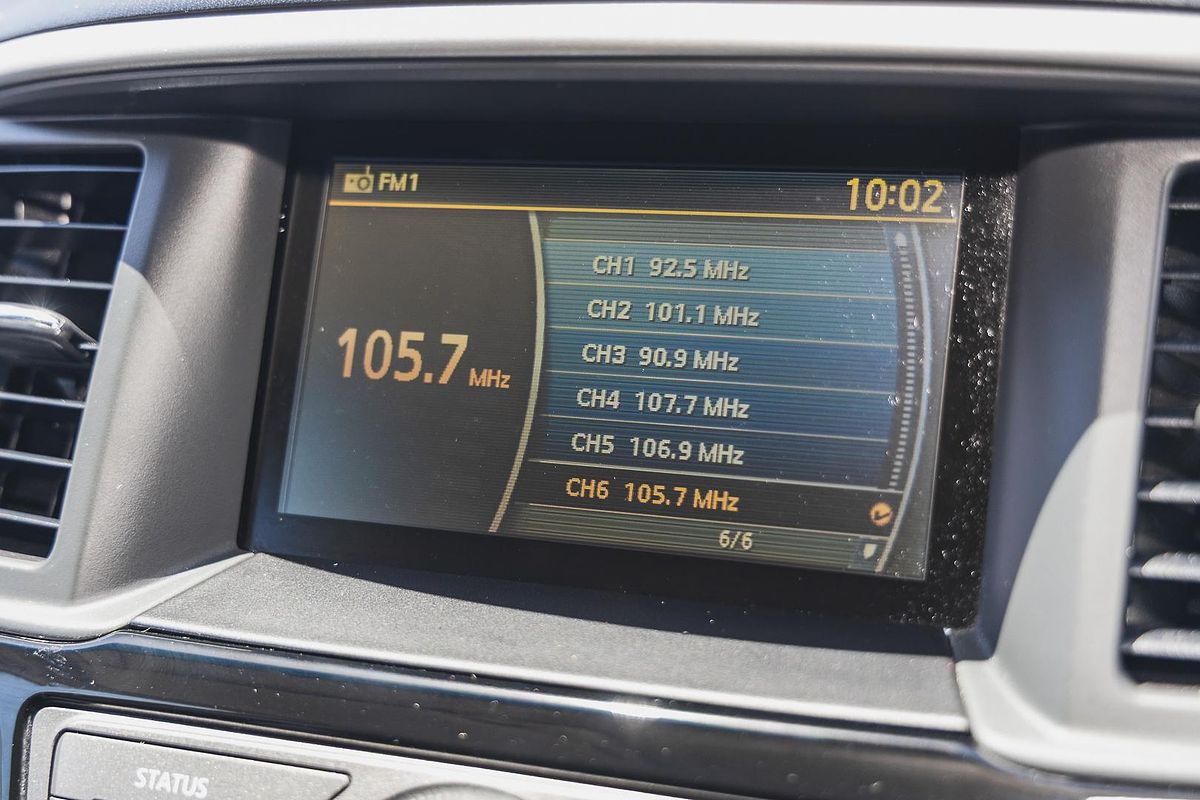 FM1 10:02
CH1 92.5 MHz
CH2 101.1 MHz
CH3 90.9 MHz
105.7 MHz
CH4 107.7 MHz
CH5 106.9 MHz
CH6 105.7 MHz
6/6
STATUS